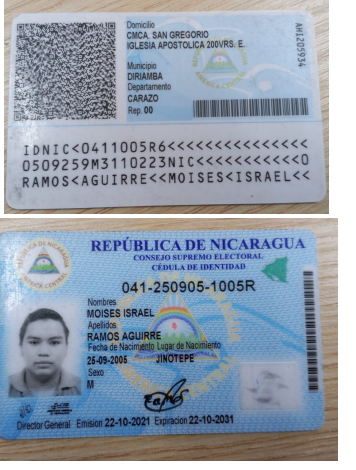 Domicilio
CMCA. SAN GREGORIO
IGLESIA APOSTOLICA 200VRS. E.
Municipio
DIRIAMBA
Departamento
CARAZO
Rep. 00
AH1205934
IDNIC<0411005R6<<<<<<<<<<<<<<<
0509259M3110223NIC<<<<<<<<<<<0
RAMOS<AGUIRRE<<MOISES<ISRAEL<<
REPÚBLICA DE NICARAGUA
CONSEJO SUPREMO ELECTORAL
CÉDULA DE IDENTIDAD
041-250905-1005R
Nombres
MOISES ISRAEL
Apellidos
RAMOS AGUIRRE
Fecha de Nacimiento Lugar de Nacimiento
25-09-2005 JINOTEPE
Sexo
M
Director General Emision 22-10-2021 Expiracion 22-10-2031